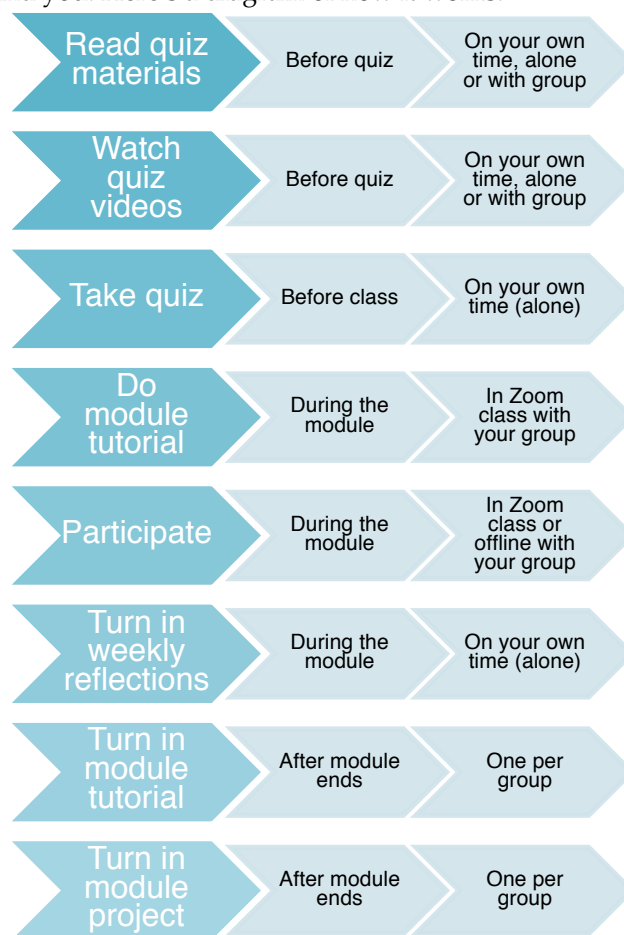 Read quiz
materials
Before quiz
On your own
time, alone
or with group
Watch
quiz
videos
Before quiz
On your own
time, alone
or with group
Take quiz
Before class
On your own
time (alone)
Do
module
tutorial
During the
module
In Zoom
class with
your group
Participate
During the
module
In Zoom
class or
offline with
your group
Turn in
weekly
reflections
During the
module
On your own
time (alone)
Turn in
module
tutorial
After module
ends
One per
group
Turn in
module
project
After module
ends
One per
group